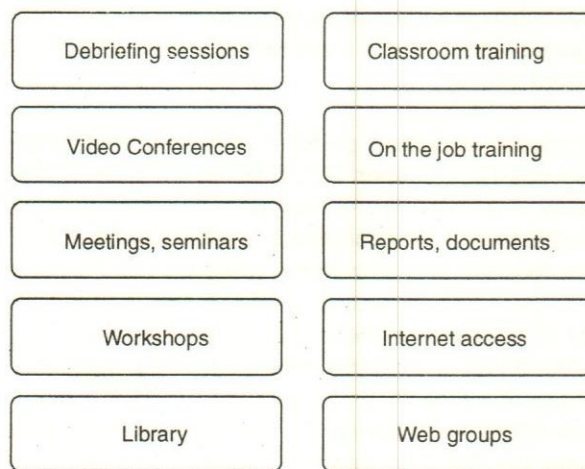 Debriefing sessions
Classroom training
Video Conferences
On the job training
Meetings, seminars
Reports, documents
Workshops
Internet access
Library
Web groups